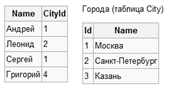 Name CityId
Андрей 1
Леонид 2
Сергей 1
Григорий 4
Города (таблица City)
Id Name
1 Москва
2 Санкт-Петербург
3 Казань